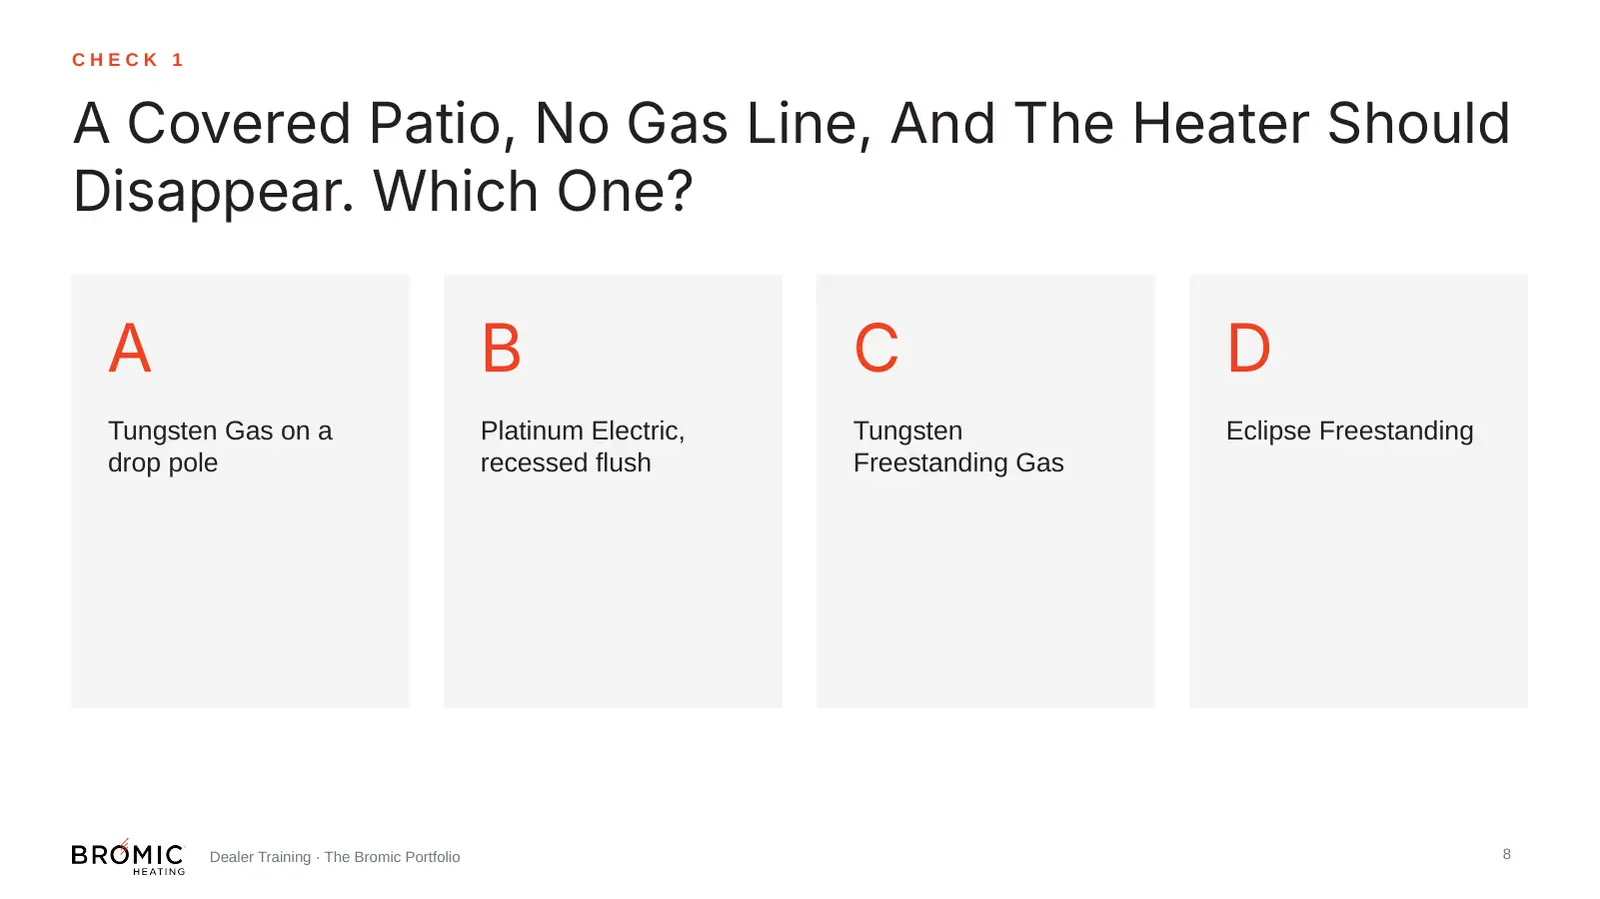 CHECK 1
A Covered Patio, No Gas Line, And The Heater Should
Disappear. Which One?
A
Tungsten Gas on a
drop pole
B
Platinum Electric,
recessed flush
C
Tungsten
Freestanding Gas
D
Eclipse Freestanding
BROMIC
HEATING
Dealer Training · The Bromic Portfolio
8